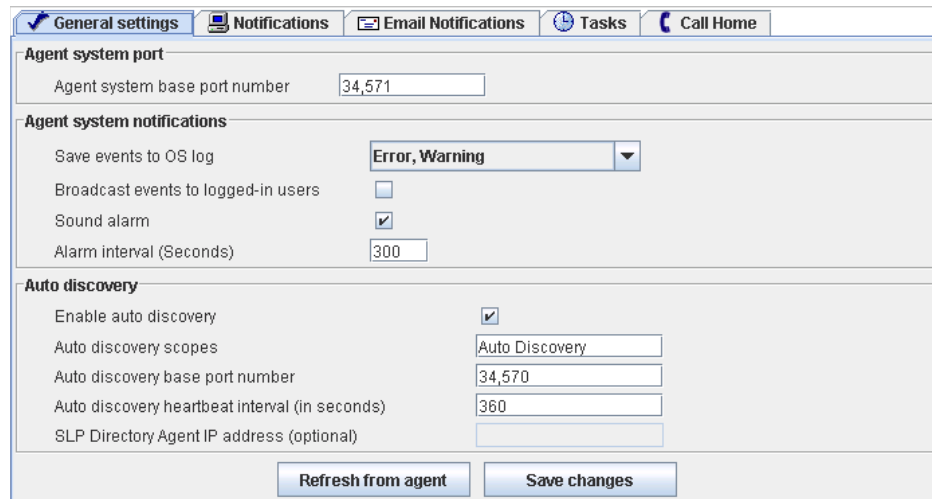 General settings Notifications Email Notifications Tasks Call Home
Agent system port
Agent system base port number 34,571
Agent system notifications
Save events to OS log Error, Warning
Broadcast events to logged-in users
Sound alarm
Alarm interval (Seconds) 300
Auto discovery
Enable auto discovery
Auto discovery scopes Auto Discovery
Auto discovery base port number 34,570
Auto discovery heartbeat interval (in seconds) 360
SLP Directory Agent IP address (optional)
Refresh from agent Save changes